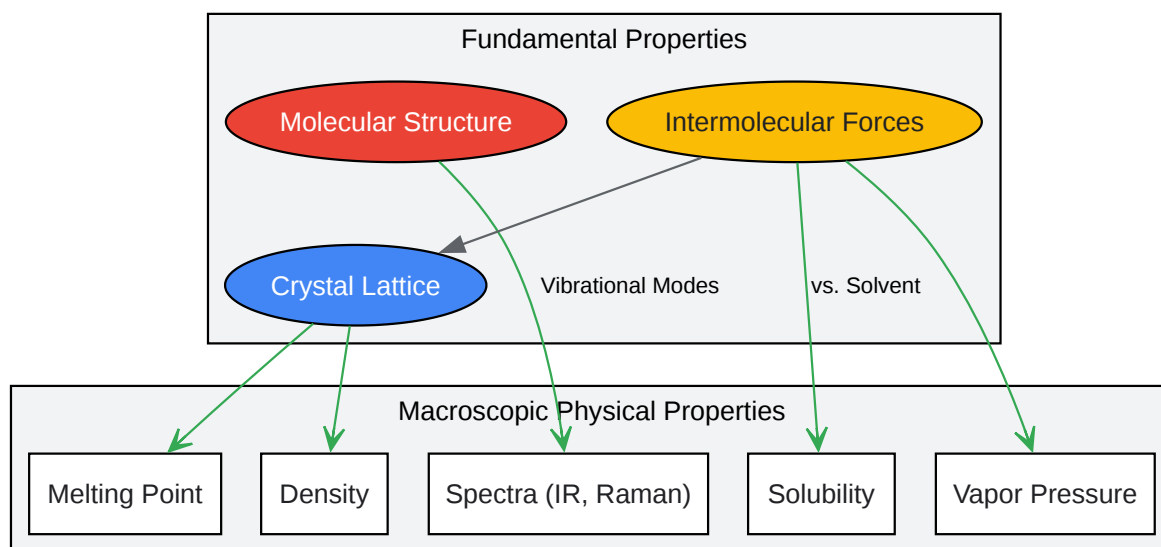 Fundamental Properties
Molecular Structure
Intermolecular Forces
Crystal Lattice
Vibrational Modes
vs. Solvent
Macroscopic Physical Properties
Melting Point
Density
Spectra (IR, Raman)
Solubility
Vapor Pressure